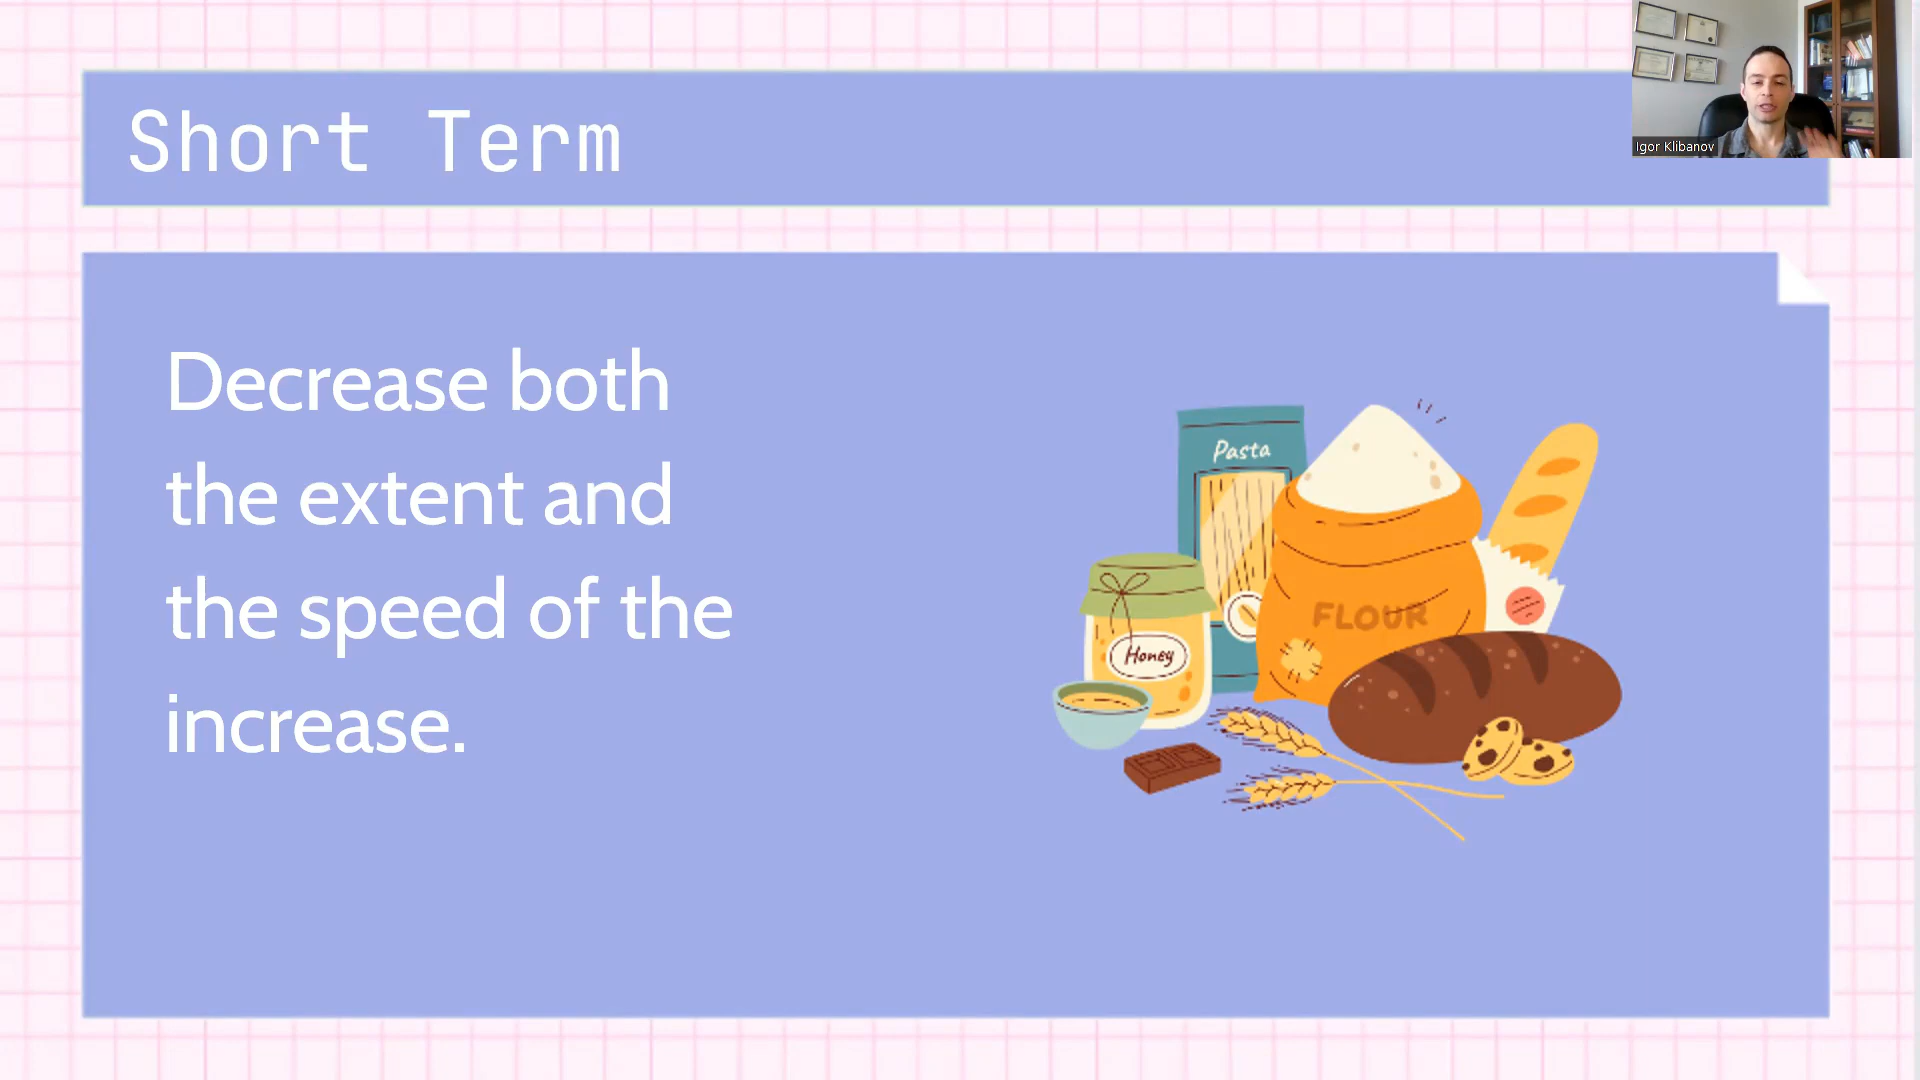 Short Term
Igor Klibanov
Decrease both
the extent and
the speed of the
increase.
Pasta
FLOUR
Honey